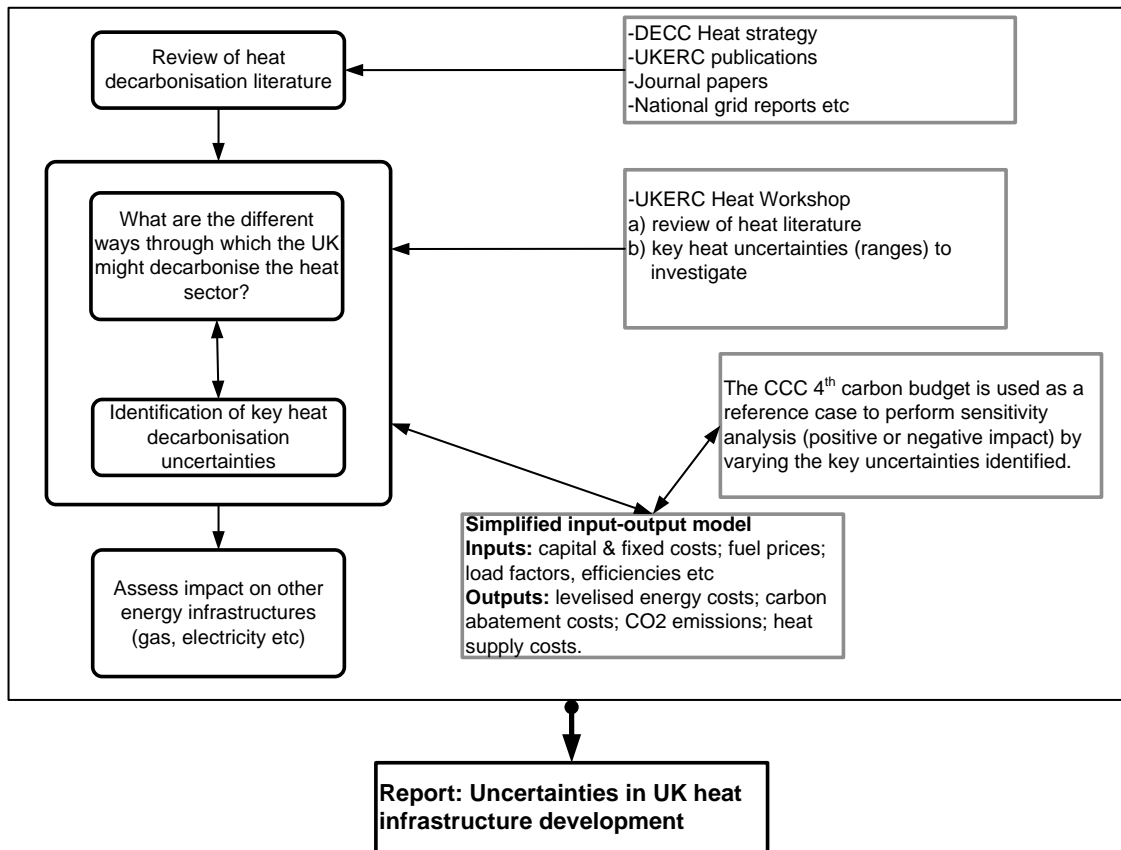 Review of heat
decarbonisation literature
-DECC Heat strategy
-UKERC publications
-Journal papers
-National grid reports etc
What are the different
ways through which the UK
might decarbonise the heat
sector?
-UKERC Heat Workshop
a) review of heat literature
b) key heat uncertainties (ranges) to
investigate
Identification of key heat
decarbonisation
uncertainties
The CCC 4th carbon budget is used as a
reference case to perform sensitivity
analysis (positive or negative impact) by
varying the key uncertainties identified.
Simplified input-output model
Inputs: capital & fixed costs; fuel prices;
load factors, efficiencies etc
Outputs: levelised energy costs; carbon
abatement costs; CO2 emissions; heat
supply costs.
Assess impact on other
energy infrastructures
(gas, electricity etc)
Report: Uncertainties in UK heat
infrastructure development